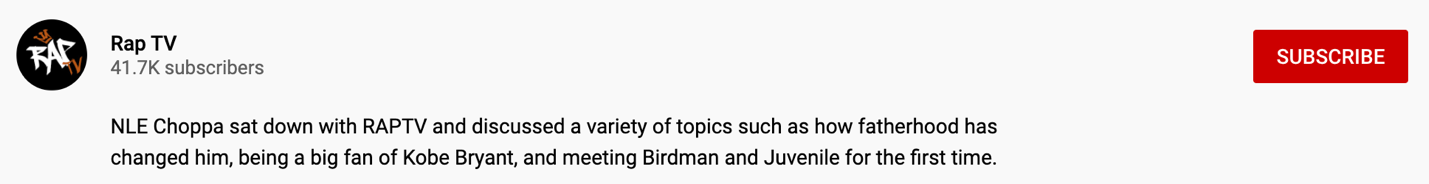 RAP
TV
Rap TV
41.7K subscribers
SUBSCRIBE
NLE Choppa sat down with RAPTV and discussed a variety of topics such as how fatherhood has
changed him, being a big fan of Kobe Bryant, and meeting Birdman and Juvenile for the first time.